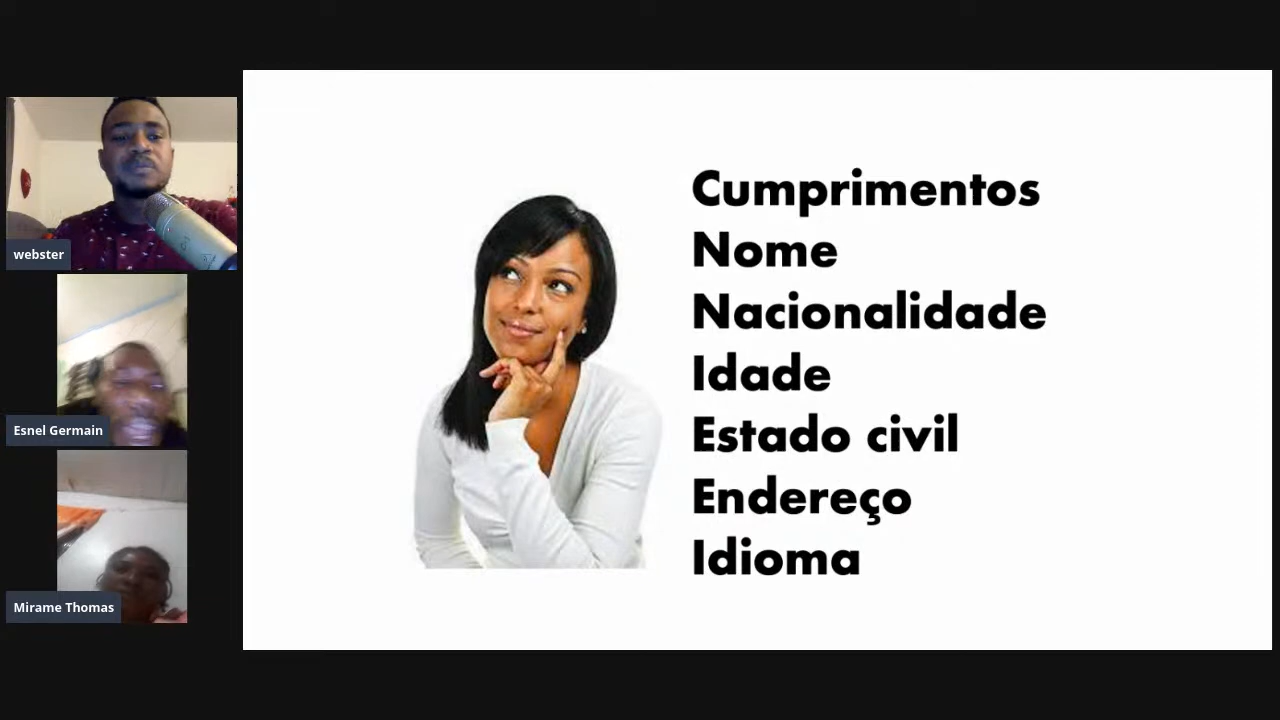 webster
Esnel Germain
Mirame Thomas
Cumprimentos
Nome
Nacionalidade
Idade
Estado civil
Endereço
Idioma